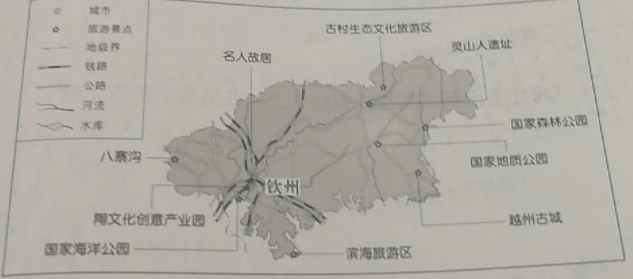 城市
旅游景点
地级界
铁路
公路
河流
水库
古村生态文化旅游区
灵山人遗址
名人故居
国家森林公园
国家地质公园
八寨沟
钦州
陶文化创意产业园
越州古城
国家海洋公园
滨海旅游区